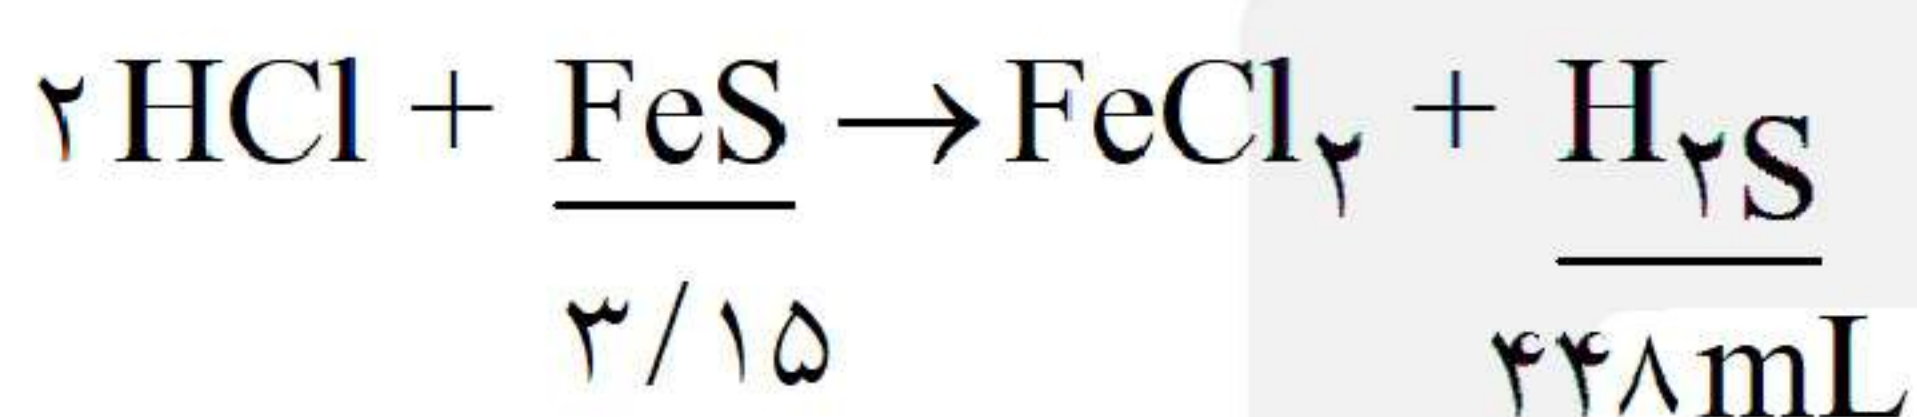 ۲HCl + FeS → FeCl۲ + H۲S
۳/۱۵ ۴۴۸mL